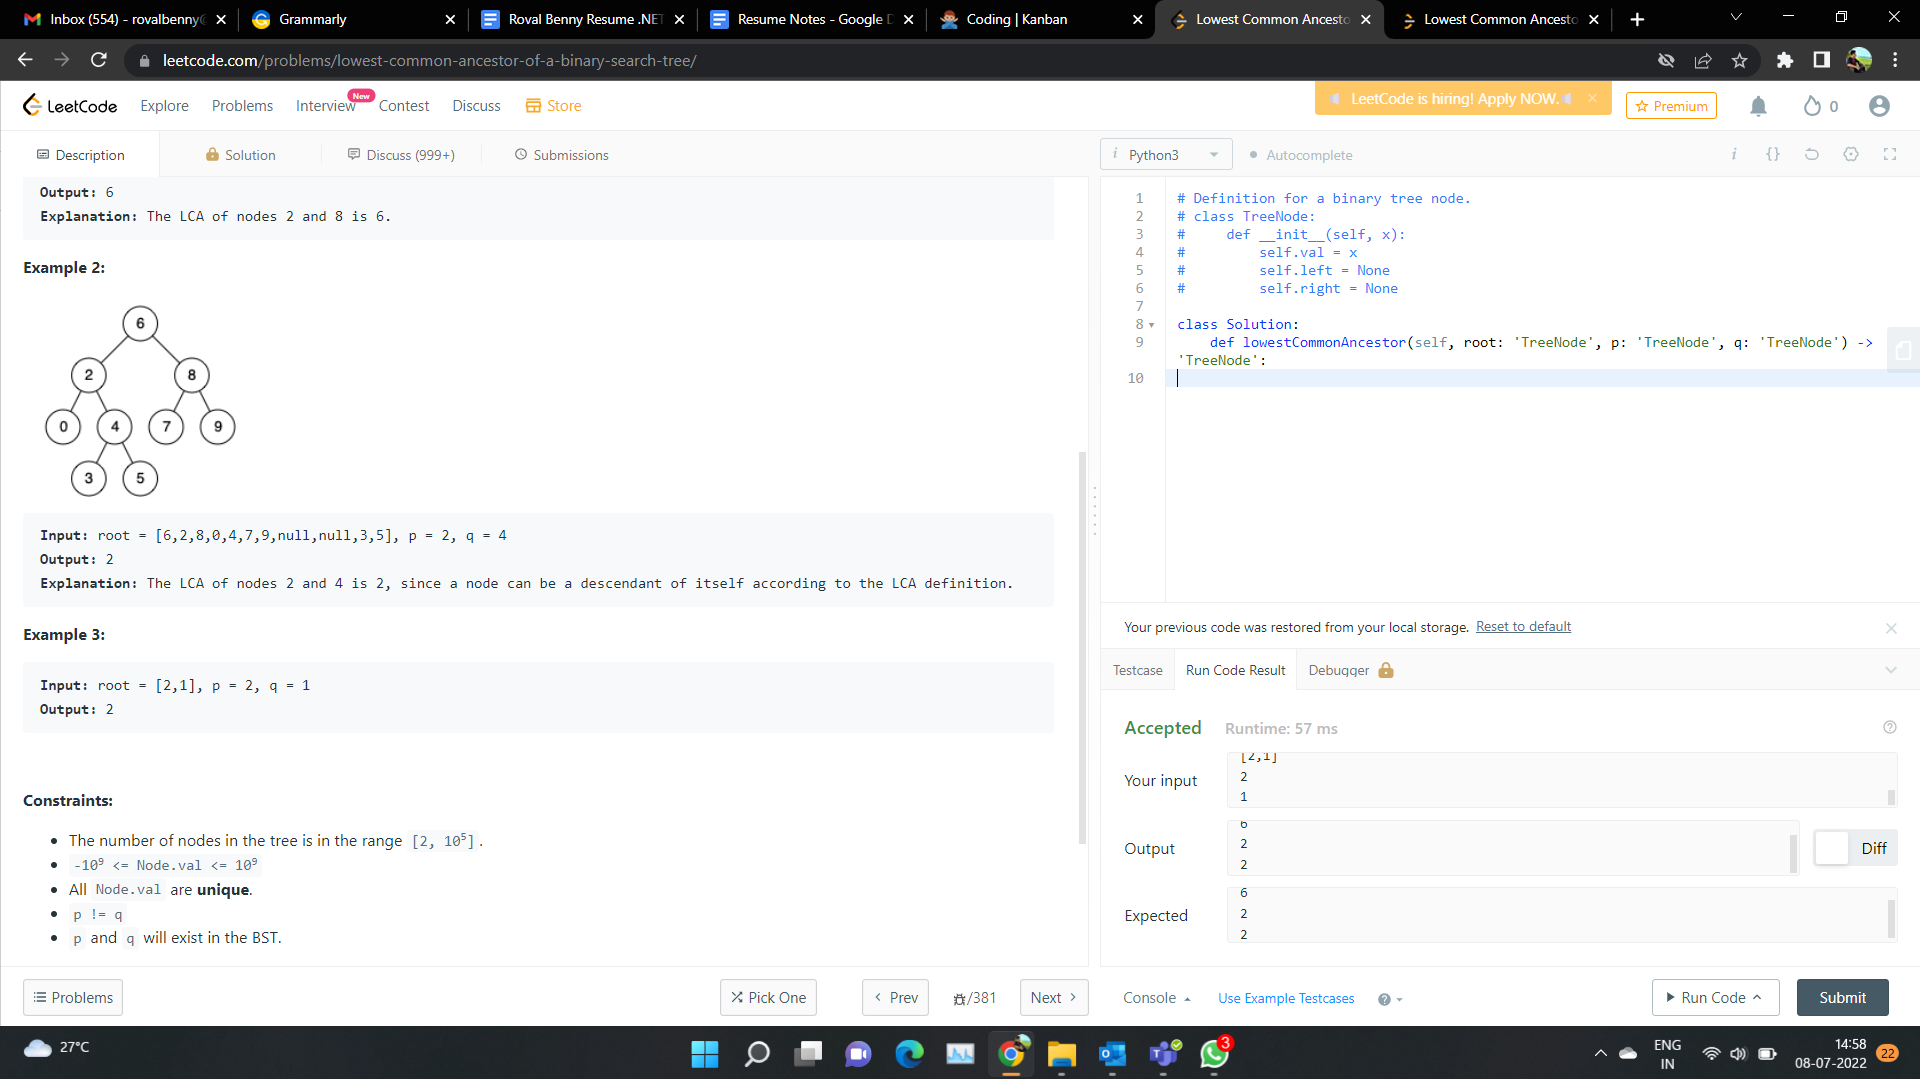 Inbox (554) - rovalbenny@
Grammarly
Roval Benny Resume .NET
Resume Notes - Google D
Coding | Kanban
Lowest Common Ancesto
Lowest Common Ancesto
leetcode.com/problems/lowest-common-ancestor-of-a-binary-search-tree/
LeetCode
Explore
Problems
Interview
New
Contest
Discuss
Store
LeetCode is hiring! Apply NOW.
Premium
0
Description
Solution
Discuss (999+)
Submissions
i Python3
Autocomplete
i
{}
Output: 6
Explanation: The LCA of nodes 2 and 8 is 6.
Example 2:
6
2 8
0 4 7 9
3 5
Input: root = [6,2,8,0,4,7,9,null,null,3,5], p = 2, q = 4
Output: 2
Explanation: The LCA of nodes 2 and 4 is 2, since a node can be a descendant of itself according to the LCA definition.
Example 3:
Input: root = [2,1], p = 2, q = 1
Output: 2
Constraints:
The number of nodes in the tree is in the range [2, 10⁵].
-10⁹ <= Node.val <= 10⁹
All Node.val are unique.
p != q
p and q will exist in the BST.
1 # Definition for a binary tree node.
2 # class TreeNode:
3 #     def __init__(self, x):
4 #         self.val = x
5 #         self.left = None
6 #         self.right = None
7
8 class Solution:
9     def lowestCommonAncestor(self, root: 'TreeNode', p: 'TreeNode', q: 'TreeNode') ->
'TreeNode':
10
Your previous code was restored from your local storage. Reset to default
Testcase
Run Code Result
Debugger
Accepted
Runtime: 57 ms
Your input
[2,1]
2
1
Output
6
2
2
Diff
Expected
6
2
2
Problems
Pick One
Prev
/381
Next
Console
Use Example Testcases
Run Code
Submit
27°C
3
ENG
IN
14:58
08-07-2022
22